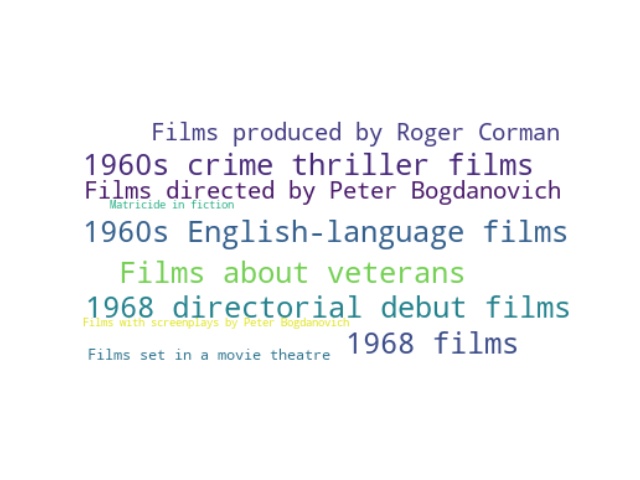 Films produced by Roger Corman
1960s crime thriller films
Films directed by Peter Bogdanovich
Matricide in fiction
1960s English-language films
Films about veterans
1968 directorial debut films
Films with screenplays by Peter Bogdanovich
1968 films
Films set in a movie theatre